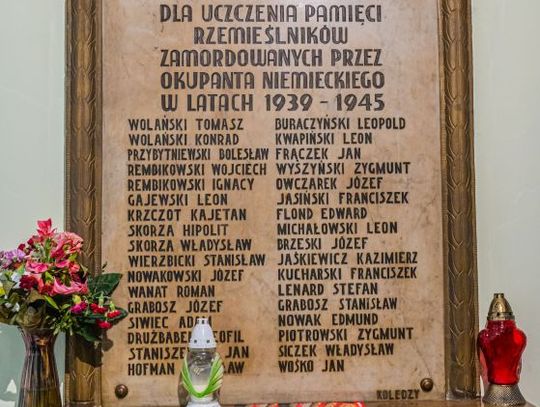 DLA UCZCZENIA PAMIĘCI
RZEMIEŚLNIKÓW
ZAMORDOWANYCH PRZEZ
OKUPANTA NIEMIECKIEGO
W LATACH 1939 - 1945
WOLAŃSKI TOMASZ
WOLAŃSKI KONRAD
PRZYBYTNIEWSKI BOLESŁAW
REMBIKOWSKI WOJCIECH
REMBIKOWSKI IGNACY
GAJEWSKI LEON
KRZCZOT KAJETAN
SKORZA HIPOLIT
SKORZA WŁADYSŁAW
WIERZBICKI STANISŁAW
NOWAKOWSKI JÓZEF
WANAT ROMAN
GRABOSZ JÓZEF
SIWIEC
DRUŻBA
STANISZE JAN
HOFMAN
BURACZYŃSKI LEOPOLD
KWAPIŃSKI LEON
FRĄCZEK JAN
WYSZYŃSKI ZYGMUNT
OWCZAREK JÓZEF
JASIŃSKI FRANCISZEK
FLOND EDWARD
MICHAŁOWSKI LEON
BRZESKI JÓZEF
JAŚKIEWICZ KAZIMIERZ
KUCHARSKI FRANCISZEK
LENARD STEFAN
GRABOSZ STANISŁAW
NOWAK EDMUND
PIOTROWSKI ZYGMUNT
SICZEK WŁADYSŁAW
WOŚKO JAN
KOLEDZY